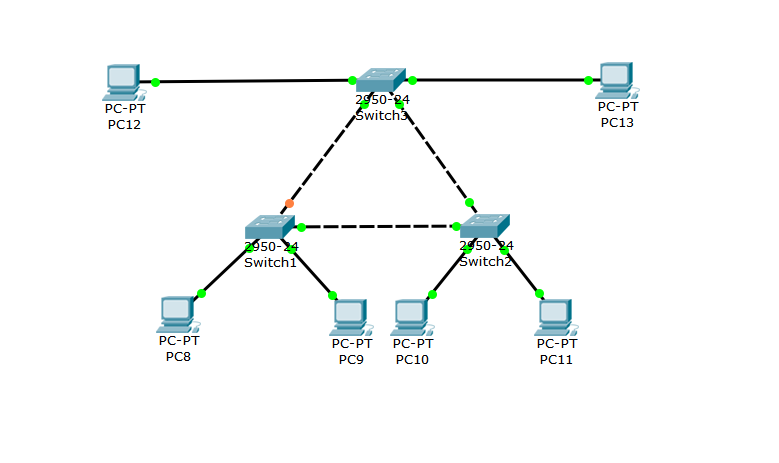 PC-PT
PC12
2950-24
Switch3
PC-PT
PC13
2950-24
Switch1
2950-24
Switch2
PC-PT
PC8
PC-PT
PC9
PC-PT
PC10
PC-PT
PC11